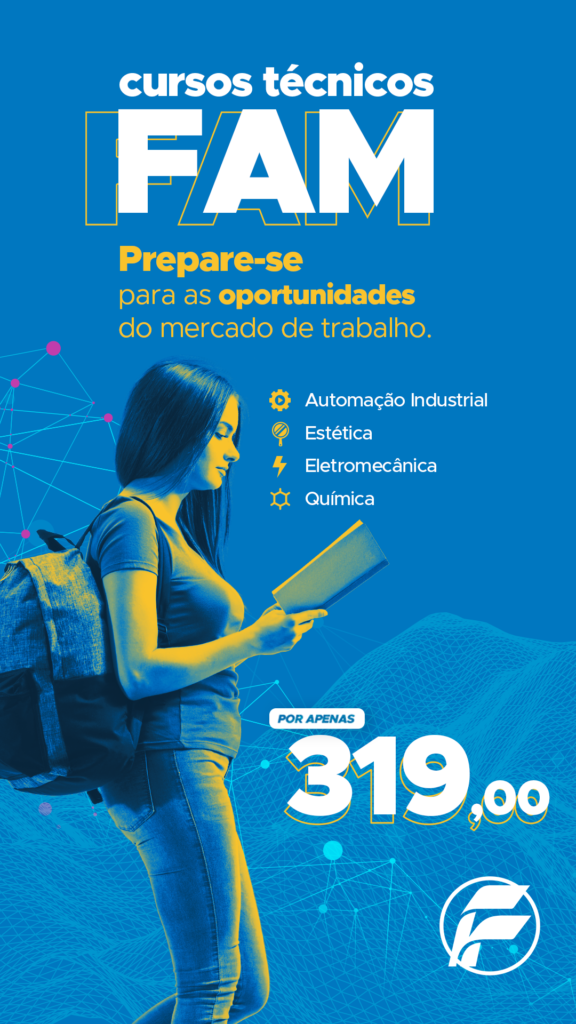 cursos técnicos
FAM
Prepare-se
para as oportunidades
do mercado de trabalho.
Automação Industrial
Estética
Eletromecânica
Química
POR APENAS
319,00